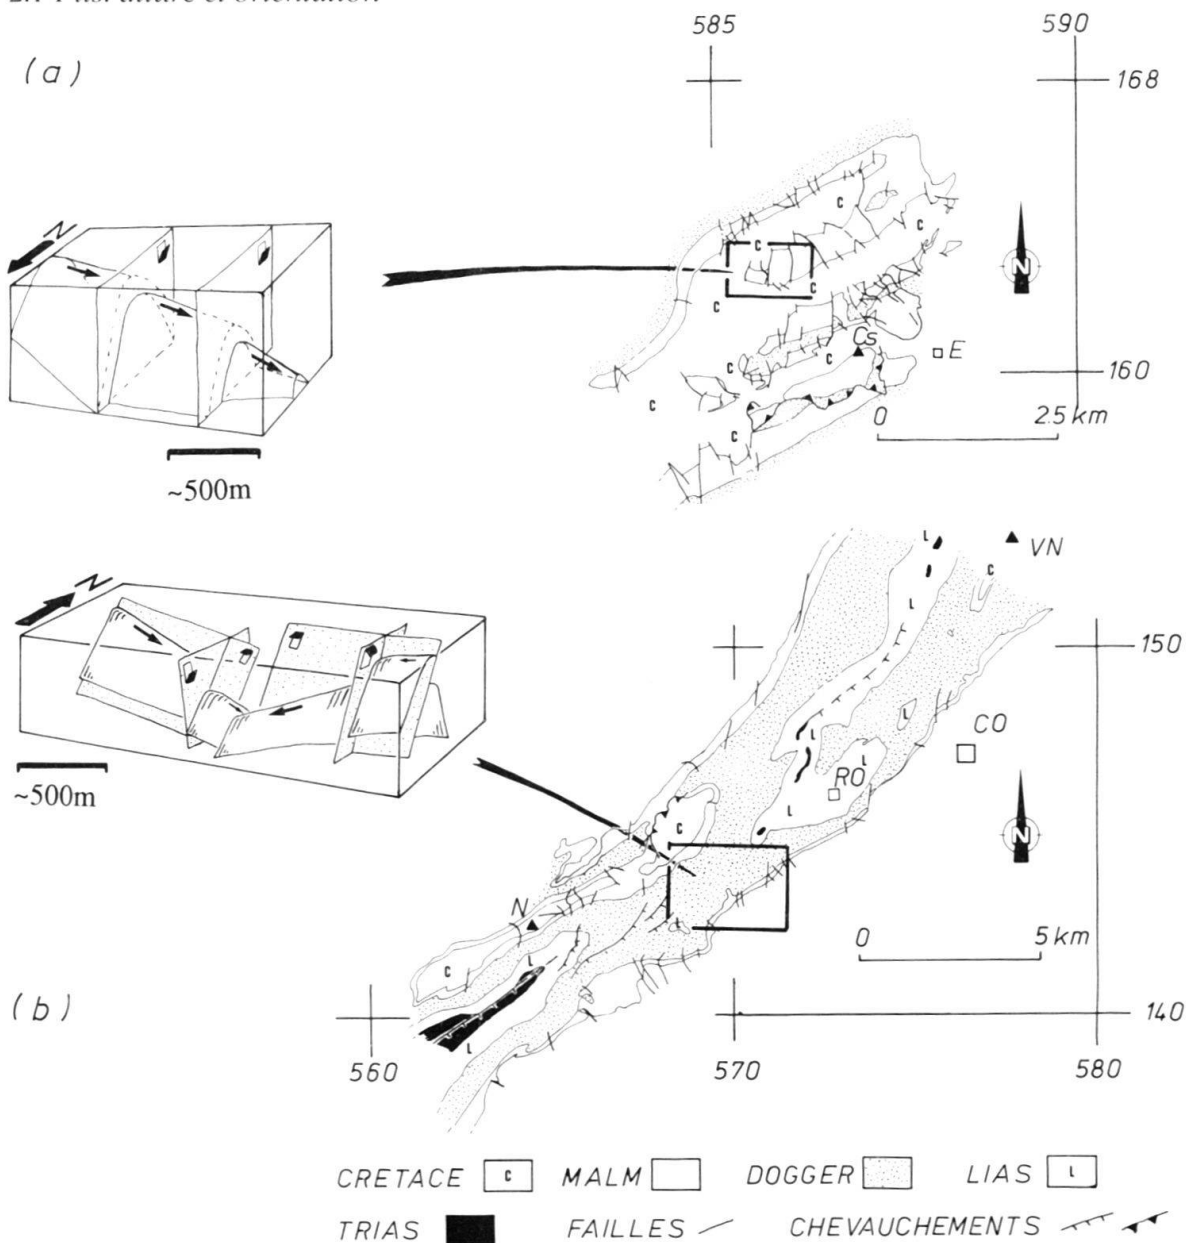 585
590
(a)
168
N
c
c
c
N
c
c
Cs
E
c
c
160
c
0
2.5 km
c
~500m
L
VN
N
c
L
150
L
CO
L
L
RO
~500m
c
L
N
N
0
5 km
L
L
c
(b)
140
L
560
570
580
CRETACE
c
MALM
DOGGER
LIAS
L
TRIAS
FAILLES
CHEVAUCHEMENTS